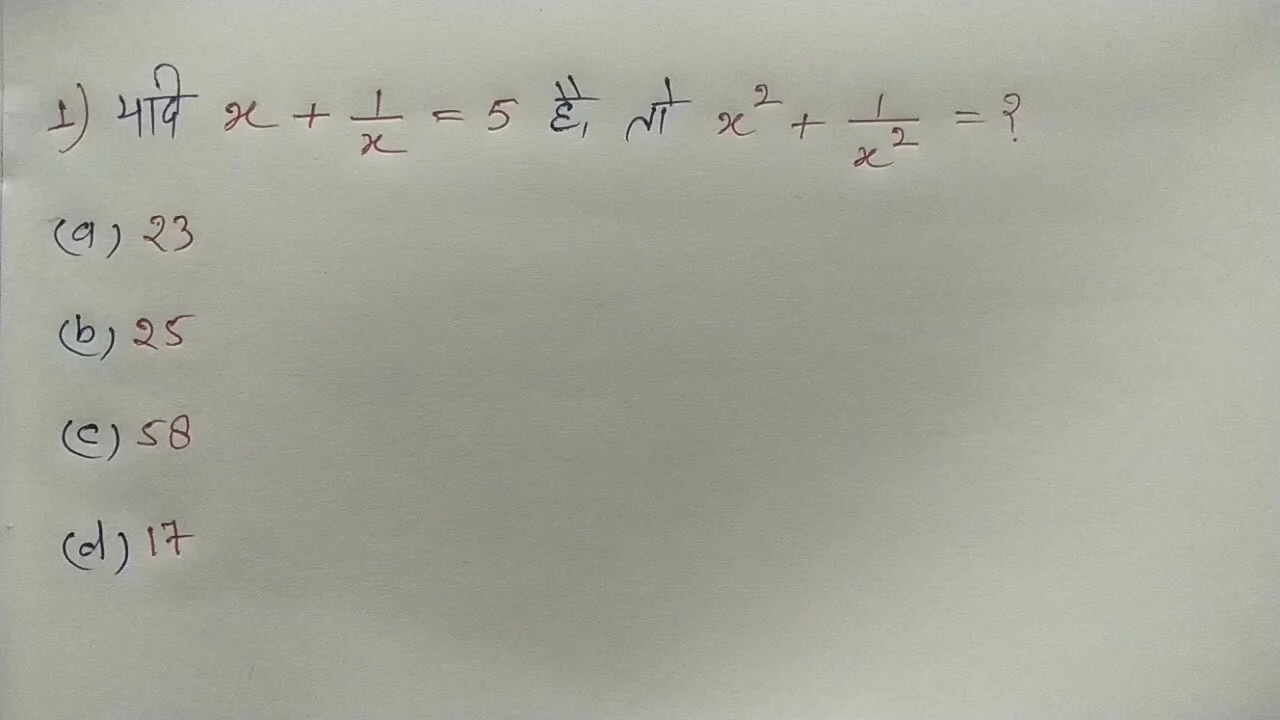 1) यदि x + 1/x = 5 है, तो x² + 1/x² = ?
(a) 23
(b) 25
(c) 58
(d) 17